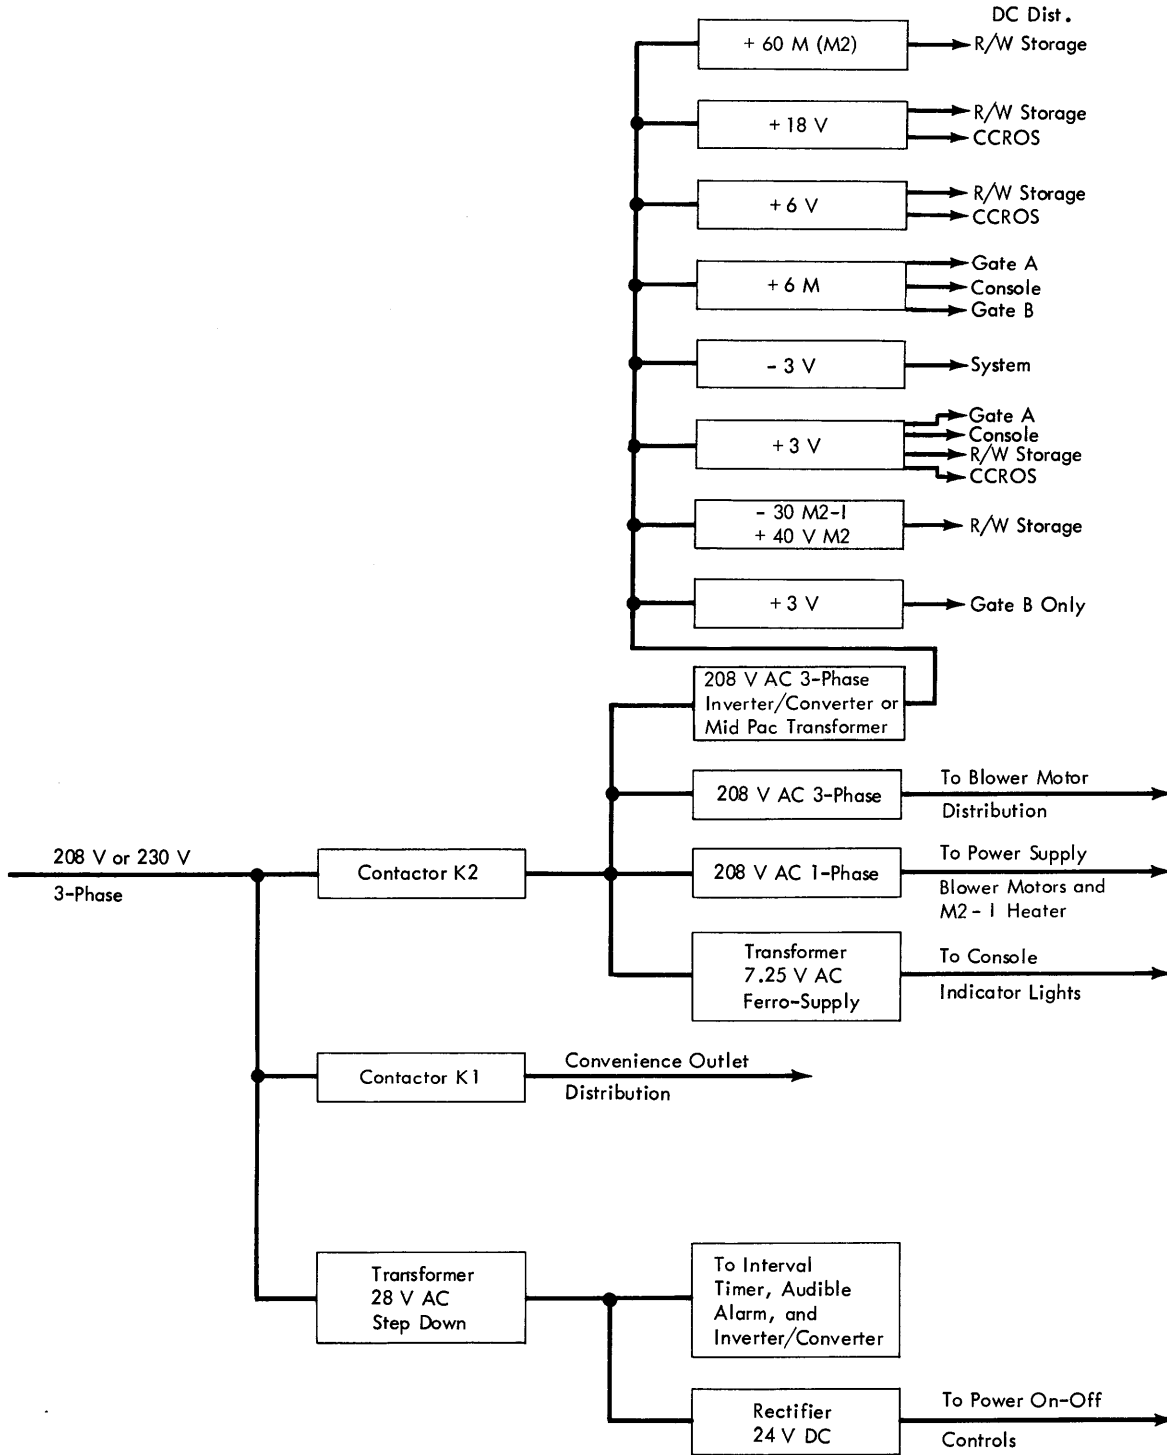 DC Dist.
+ 60 M (M2)
R/W Storage
+ 18 V
R/W Storage
CCROS
+ 6 V
R/W Storage
CCROS
+ 6 M
Gate A
Console
Gate B
- 3 V
System
+ 3 V
Gate A
Console
R/W Storage
CCROS
- 30 M2-I
+ 40 V M2
R/W Storage
+ 3 V
Gate B Only
208 V AC 3-Phase
Inverter/Converter or
Mid Pac Transformer
208 V AC 3-Phase
To Blower Motor
Distribution
208 V or 230 V
3-Phase
Contactor K2
208 V AC 1-Phase
To Power Supply
Blower Motors and
M2 - I Heater
Transformer
7.25 V AC
Ferro-Supply
To Console
Indicator Lights
Contactor K1
Convenience Outlet
Distribution
Transformer
28 V AC
Step Down
To Interval
Timer, Audible
Alarm, and
Inverter/Converter
Rectifier
24 V DC
To Power On-Off
Controls